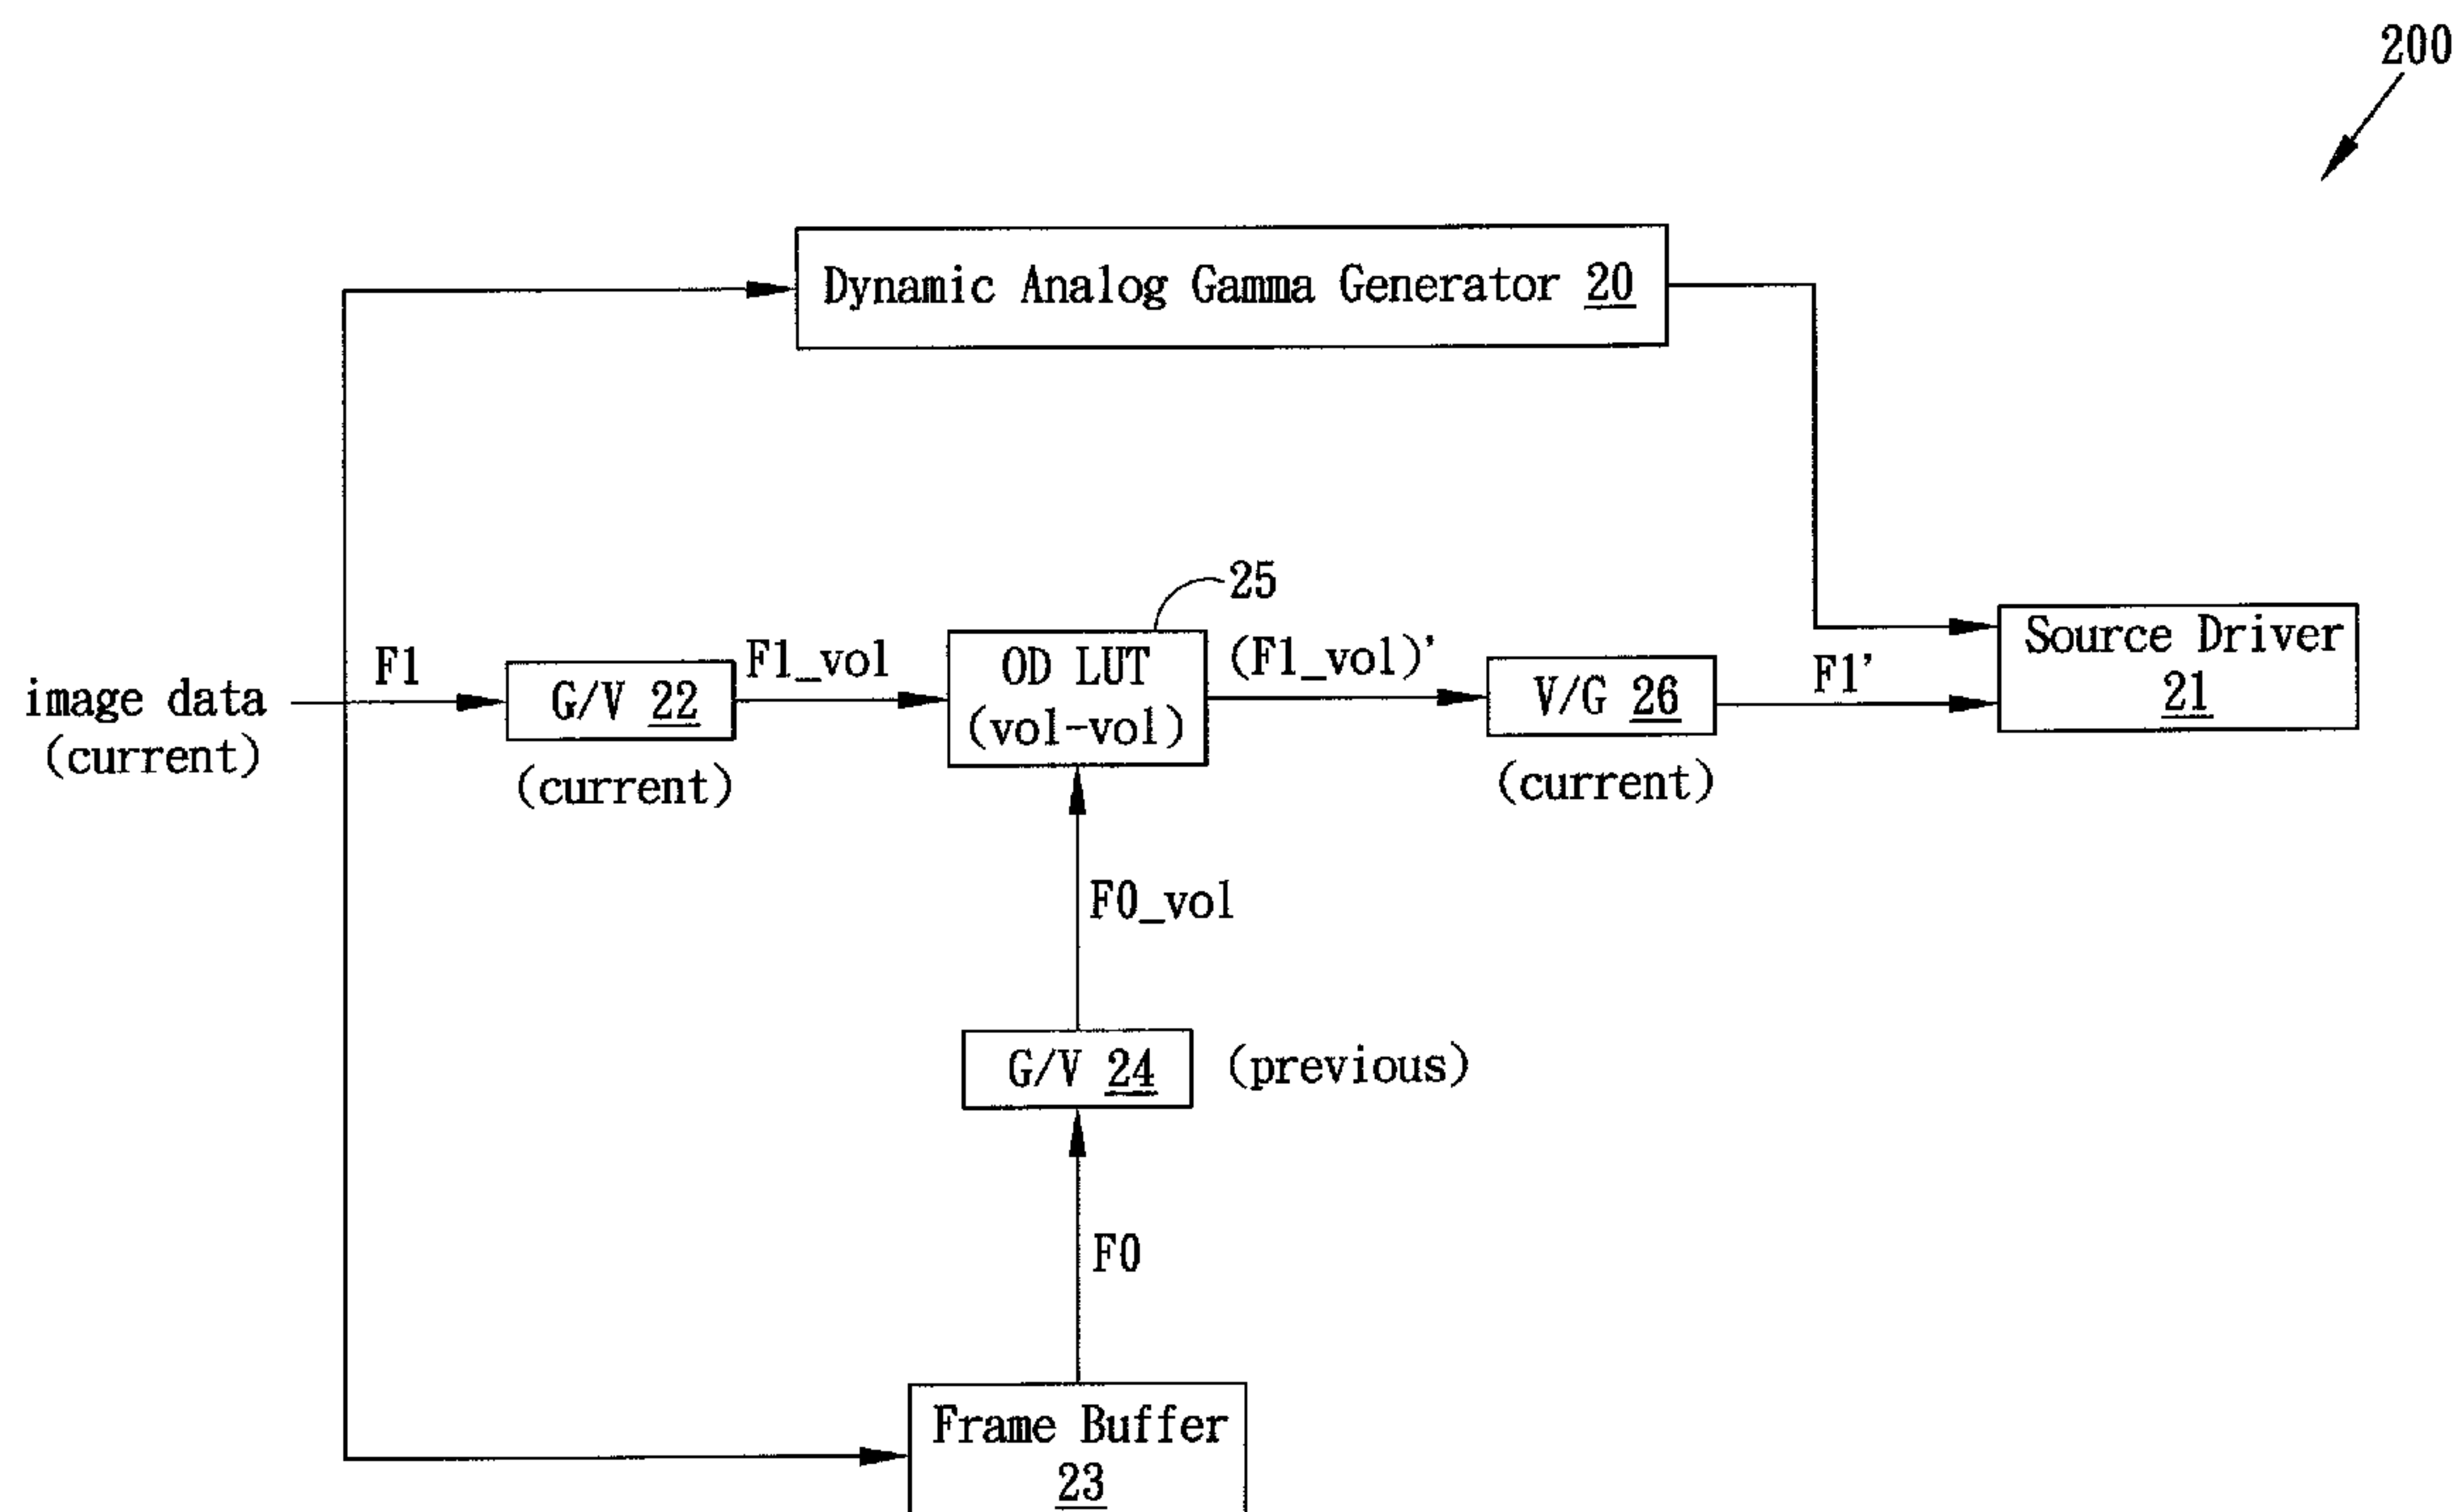 200
Dynamic Analog Gamma Generator 20
25
F1
F1_vol
OD LUT
(vol-vol)
(F1_vol)'
F1'
Source Driver
21
image data
(current)
G/V 22
(current)
V/G 26
(current)
F0_vol
G/V 24
(previous)
F0
Frame Buffer
23